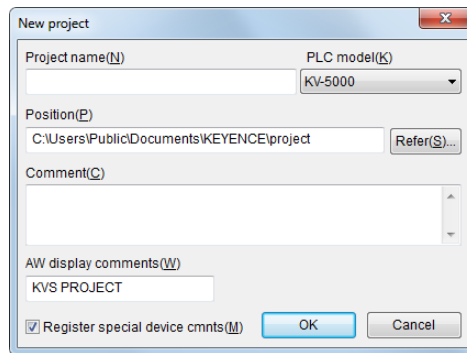 New project
Project name(N)
PLC model(K)
KV-5000
Position(P)
C:\Users\Public\Documents\KEYENCE\project
Refer(S)...
Comment(C)
AW display comments(W)
KVS PROJECT
Register special device cmnts(M)
OK
Cancel